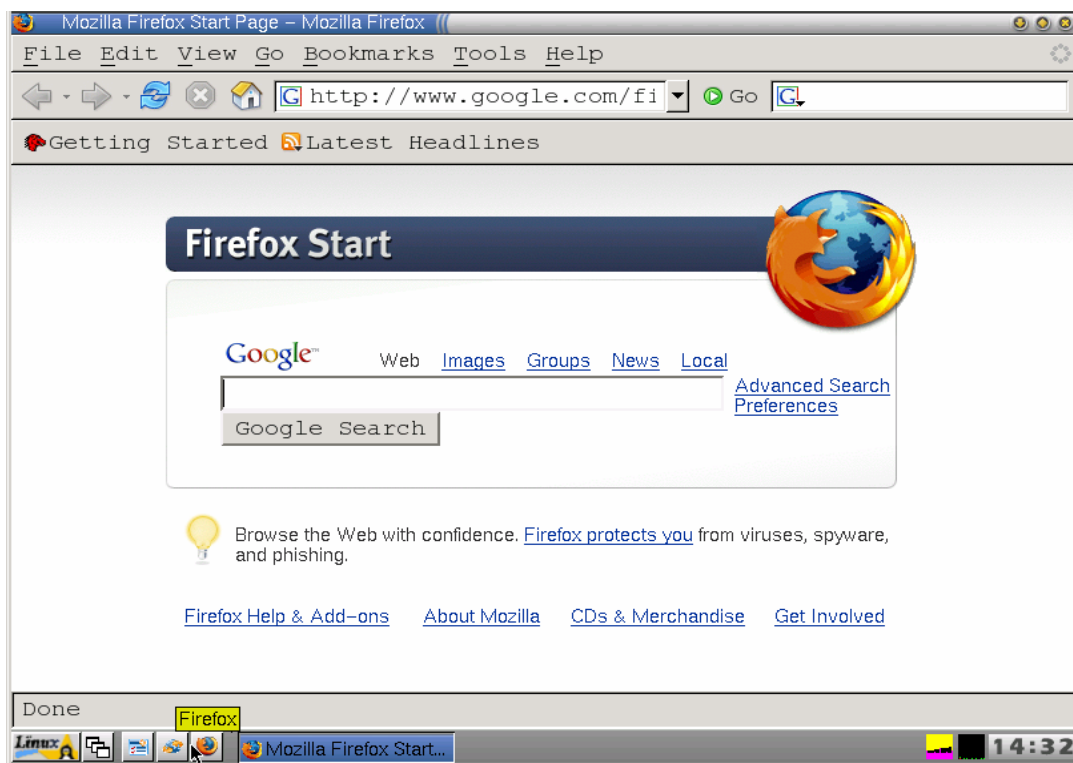 Mozilla Firefox Start Page – Mozilla Firefox
File Edit View Go Bookmarks Tools Help
G http://www.google.com/fi Go G
Getting Started Latest Headlines
Firefox Start
Google™ Web Images Groups News Local
Advanced Search
Preferences
Google Search
Browse the Web with confidence. Firefox protects you from viruses, spyware,
and phishing.
Firefox Help & Add-ons About Mozilla CDs & Merchandise Get Involved
Done
Firefox
Linux Mozilla Firefox Start... 14:32